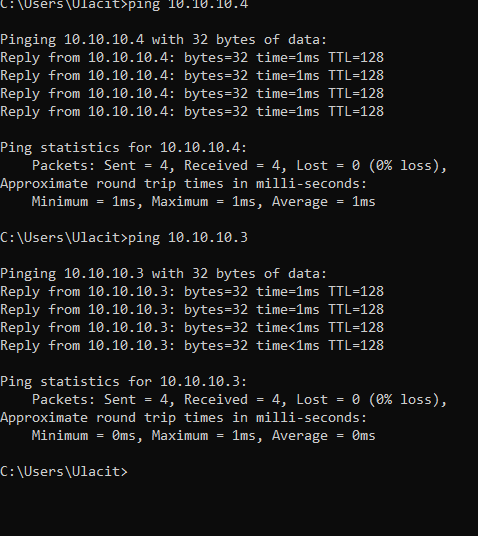 C:\Users\Ulacit>ping 10.10.10.4
Pinging 10.10.10.4 with 32 bytes of data:
Reply from 10.10.10.4: bytes=32 time=1ms TTL=128
Reply from 10.10.10.4: bytes=32 time=1ms TTL=128
Reply from 10.10.10.4: bytes=32 time=1ms TTL=128
Reply from 10.10.10.4: bytes=32 time=1ms TTL=128
Ping statistics for 10.10.10.4:
    Packets: Sent = 4, Received = 4, Lost = 0 (0% loss),
Approximate round trip times in milli-seconds:
    Minimum = 1ms, Maximum = 1ms, Average = 1ms
C:\Users\Ulacit>ping 10.10.10.3
Pinging 10.10.10.3 with 32 bytes of data:
Reply from 10.10.10.3: bytes=32 time=1ms TTL=128
Reply from 10.10.10.3: bytes=32 time=1ms TTL=128
Reply from 10.10.10.3: bytes=32 time<1ms TTL=128
Reply from 10.10.10.3: bytes=32 time<1ms TTL=128
Ping statistics for 10.10.10.3:
    Packets: Sent = 4, Received = 4, Lost = 0 (0% loss),
Approximate round trip times in milli-seconds:
    Minimum = 0ms, Maximum = 1ms, Average = 0ms
C:\Users\Ulacit>